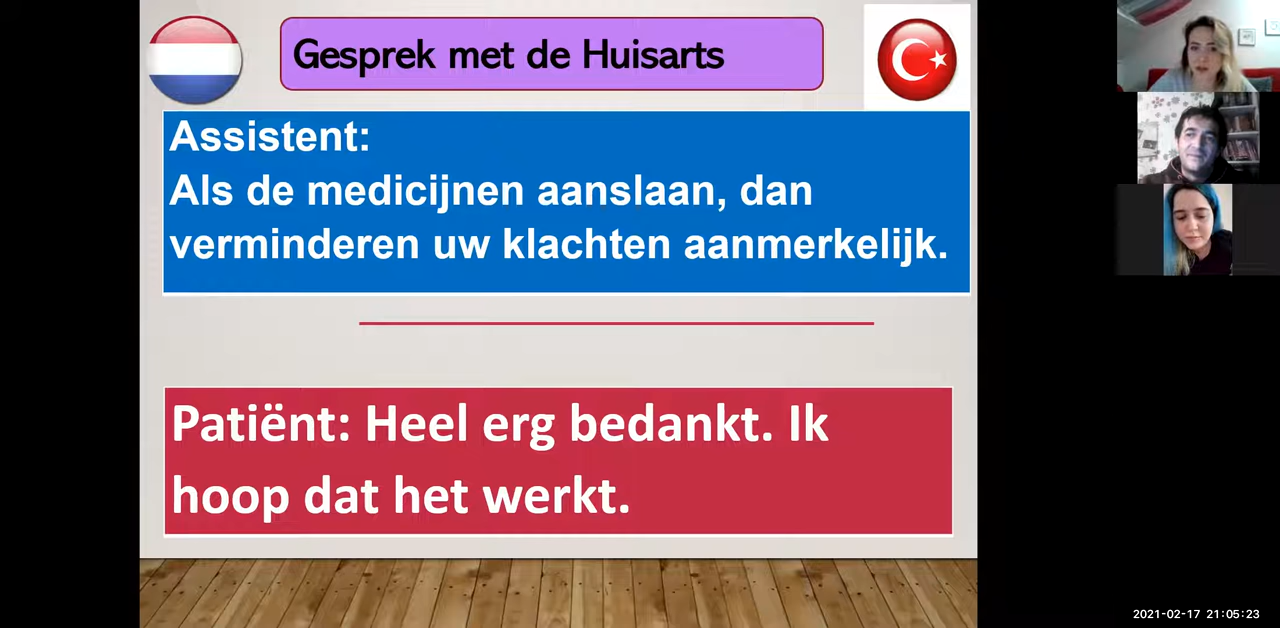 Gesprek met de Huisarts
Assistent:
Als de medicijnen aanslaan, dan
verminderen uw klachten aanmerkelijk.
Patiënt: Heel erg bedankt. Ik
hoop dat het werkt.
2021-02-17 21:05:23